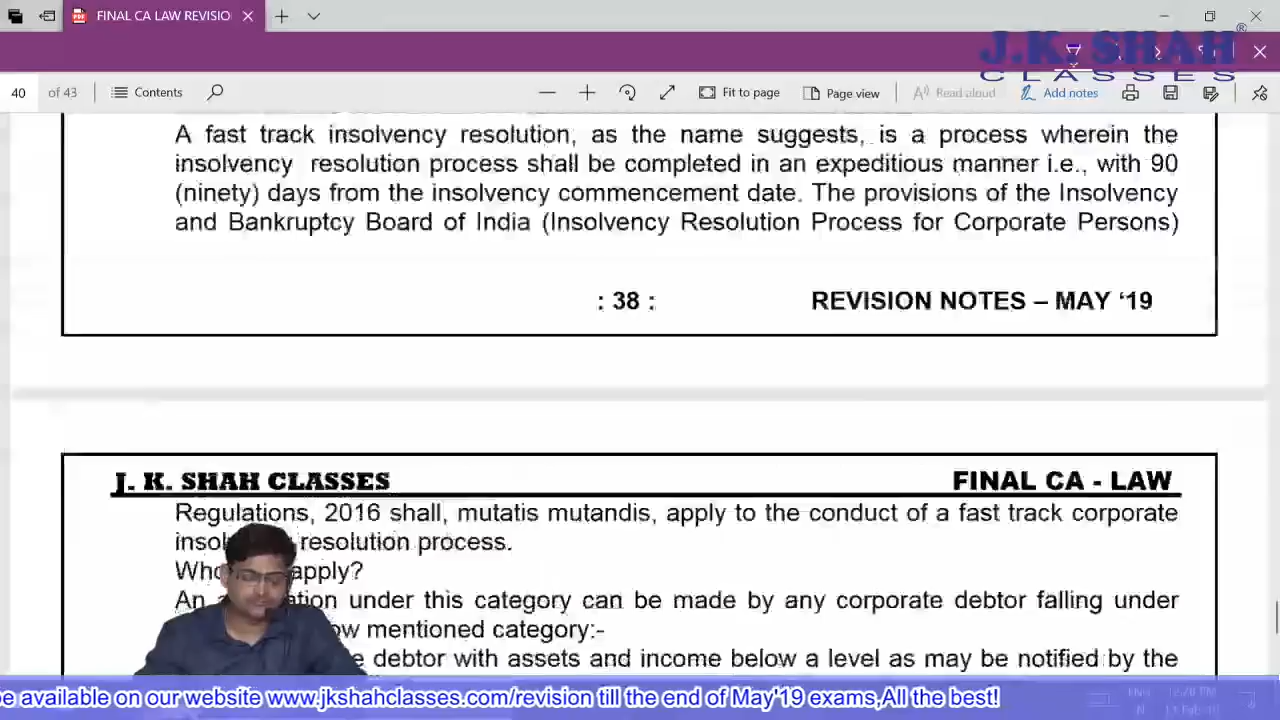 FINAL CA LAW REVISIO
J.K. SHAH ®
CLASSES
40 of 43 Contents Fit to page Page view Read aloud Add notes
A fast track insolvency resolution, as the name suggests, is a process wherein the
insolvency resolution process shall be completed in an expeditious manner i.e., with 90
(ninety) days from the insolvency commencement date. The provisions of the Insolvency
and Bankruptcy Board of India (Insolvency Resolution Process for Corporate Persons)
: 38 : REVISION NOTES – MAY ‘19
J. K. SHAH CLASSES FINAL CA - LAW
Regulations, 2016 shall, mutatis mutandis, apply to the conduct of a fast track corporate
resolution process.
apply?
An under this category can be made by any corporate debtor falling under
mentioned category:-
debtor with assets and income below a level as may be notified by the
be available on our website www.jkshahclasses.com/revision till the end of May'19 exams,All the best!